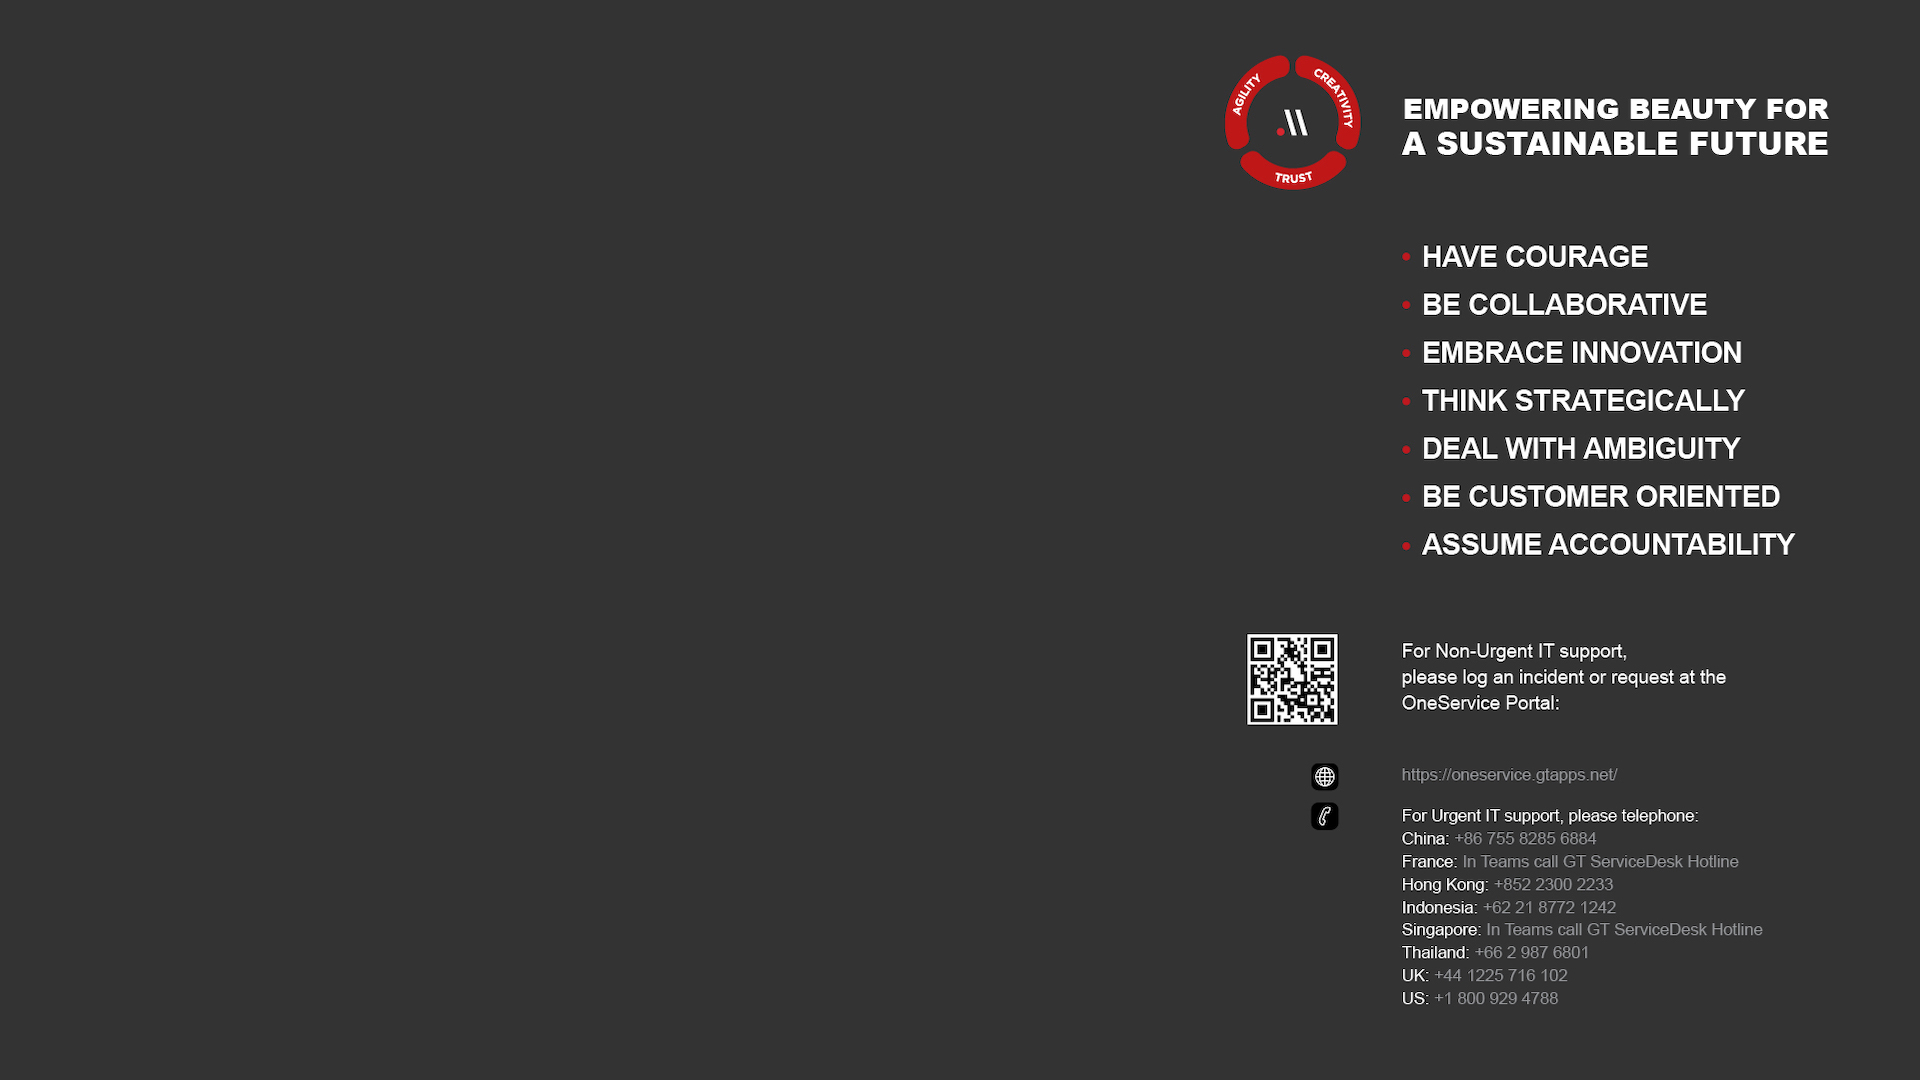 AGILITY
CREATIVITY
TRUST
EMPOWERING BEAUTY FOR
A SUSTAINABLE FUTURE
• HAVE COURAGE
• BE COLLABORATIVE
• EMBRACE INNOVATION
• THINK STRATEGICALLY
• DEAL WITH AMBIGUITY
• BE CUSTOMER ORIENTED
• ASSUME ACCOUNTABILITY
For Non-Urgent IT support,
please log an incident or request at the
OneService Portal:
https://oneservice.gtapps.net/
For Urgent IT support, please telephone:
China: +86 755 8285 6884
France: In Teams call GT ServiceDesk Hotline
Hong Kong: +852 2300 2233
Indonesia: +62 21 8772 1242
Singapore: In Teams call GT ServiceDesk Hotline
Thailand: +66 2 987 6801
UK: +44 1225 716 102
US: +1 800 929 4788